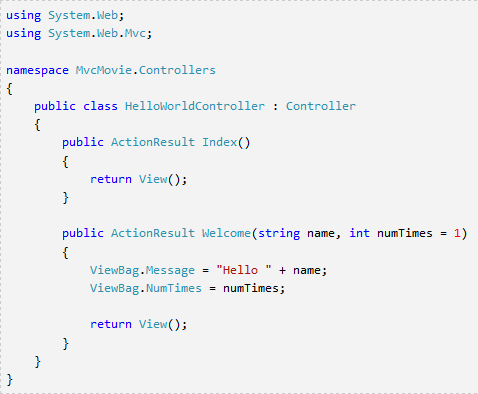 using System.Web;
using System.Web.Mvc;

namespace MvcMovie.Controllers
{
    public class HelloWorldController : Controller
    {
        public ActionResult Index()
        {
            return View();
        }

        public ActionResult Welcome(string name, int numTimes = 1)
        {
            ViewBag.Message = "Hello " + name;
            ViewBag.NumTimes = numTimes;

            return View();
        }
    }
}